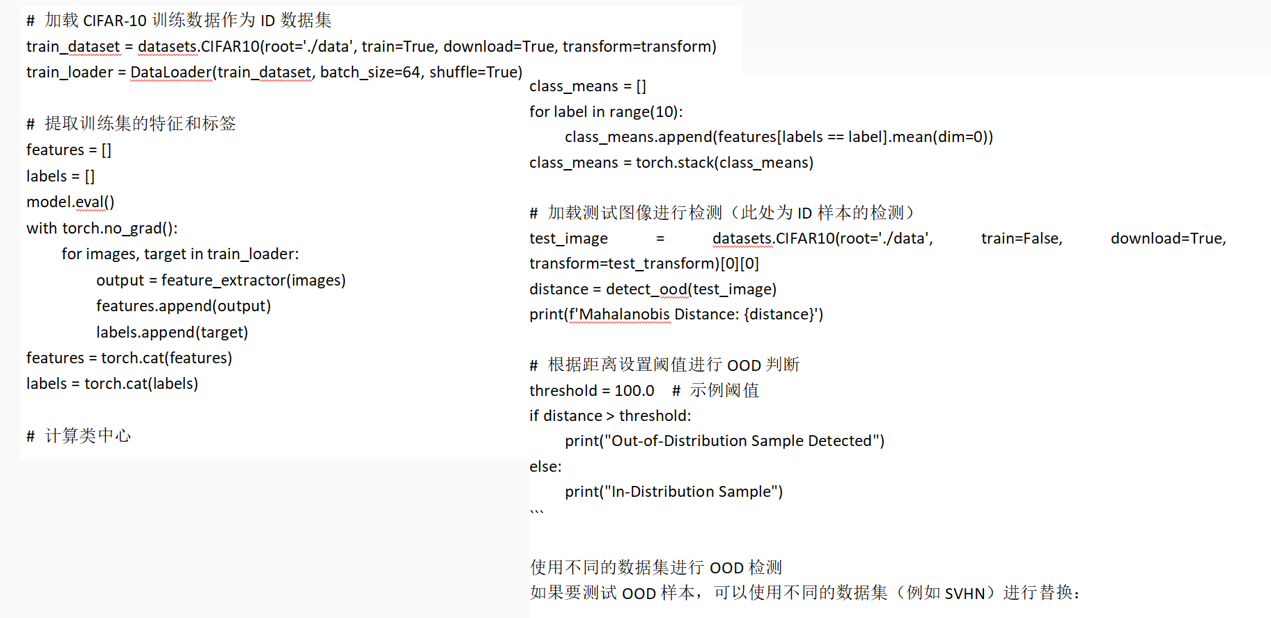 # 加载 CIFAR-10 训练数据作为 ID 数据集
train_dataset = datasets.CIFAR10(root='./data', train=True, download=True, transform=transform)
train_loader = DataLoader(train_dataset, batch_size=64, shuffle=True)
# 提取训练集的特征和标签
features = []
labels = []
model.eval()
with torch.no_grad():
for images, target in train_loader:
output = feature_extractor(images)
features.append(output)
labels.append(target)
features = torch.cat(features)
labels = torch.cat(labels)
# 计算类中心
class_means = []
for label in range(10):
class_means.append(features[labels == label].mean(dim=0))
class_means = torch.stack(class_means)
# 加载测试图像进行检测（此处为 ID 样本的检测）
test_image = datasets.CIFAR10(root='./data', train=False, download=True,
transform=test_transform)[0][0]
distance = detect_ood(test_image)
print(f'Mahalanobis Distance: {distance}')
# 根据距离设置阈值进行 OOD 判断
threshold = 100.0 # 示例阈值
if distance > threshold:
print("Out-of-Distribution Sample Detected")
else:
print("In-Distribution Sample")
```
使用不同的数据集进行 OOD 检测
如果要测试 OOD 样本，可以使用不同的数据集（例如 SVHN）进行替换：